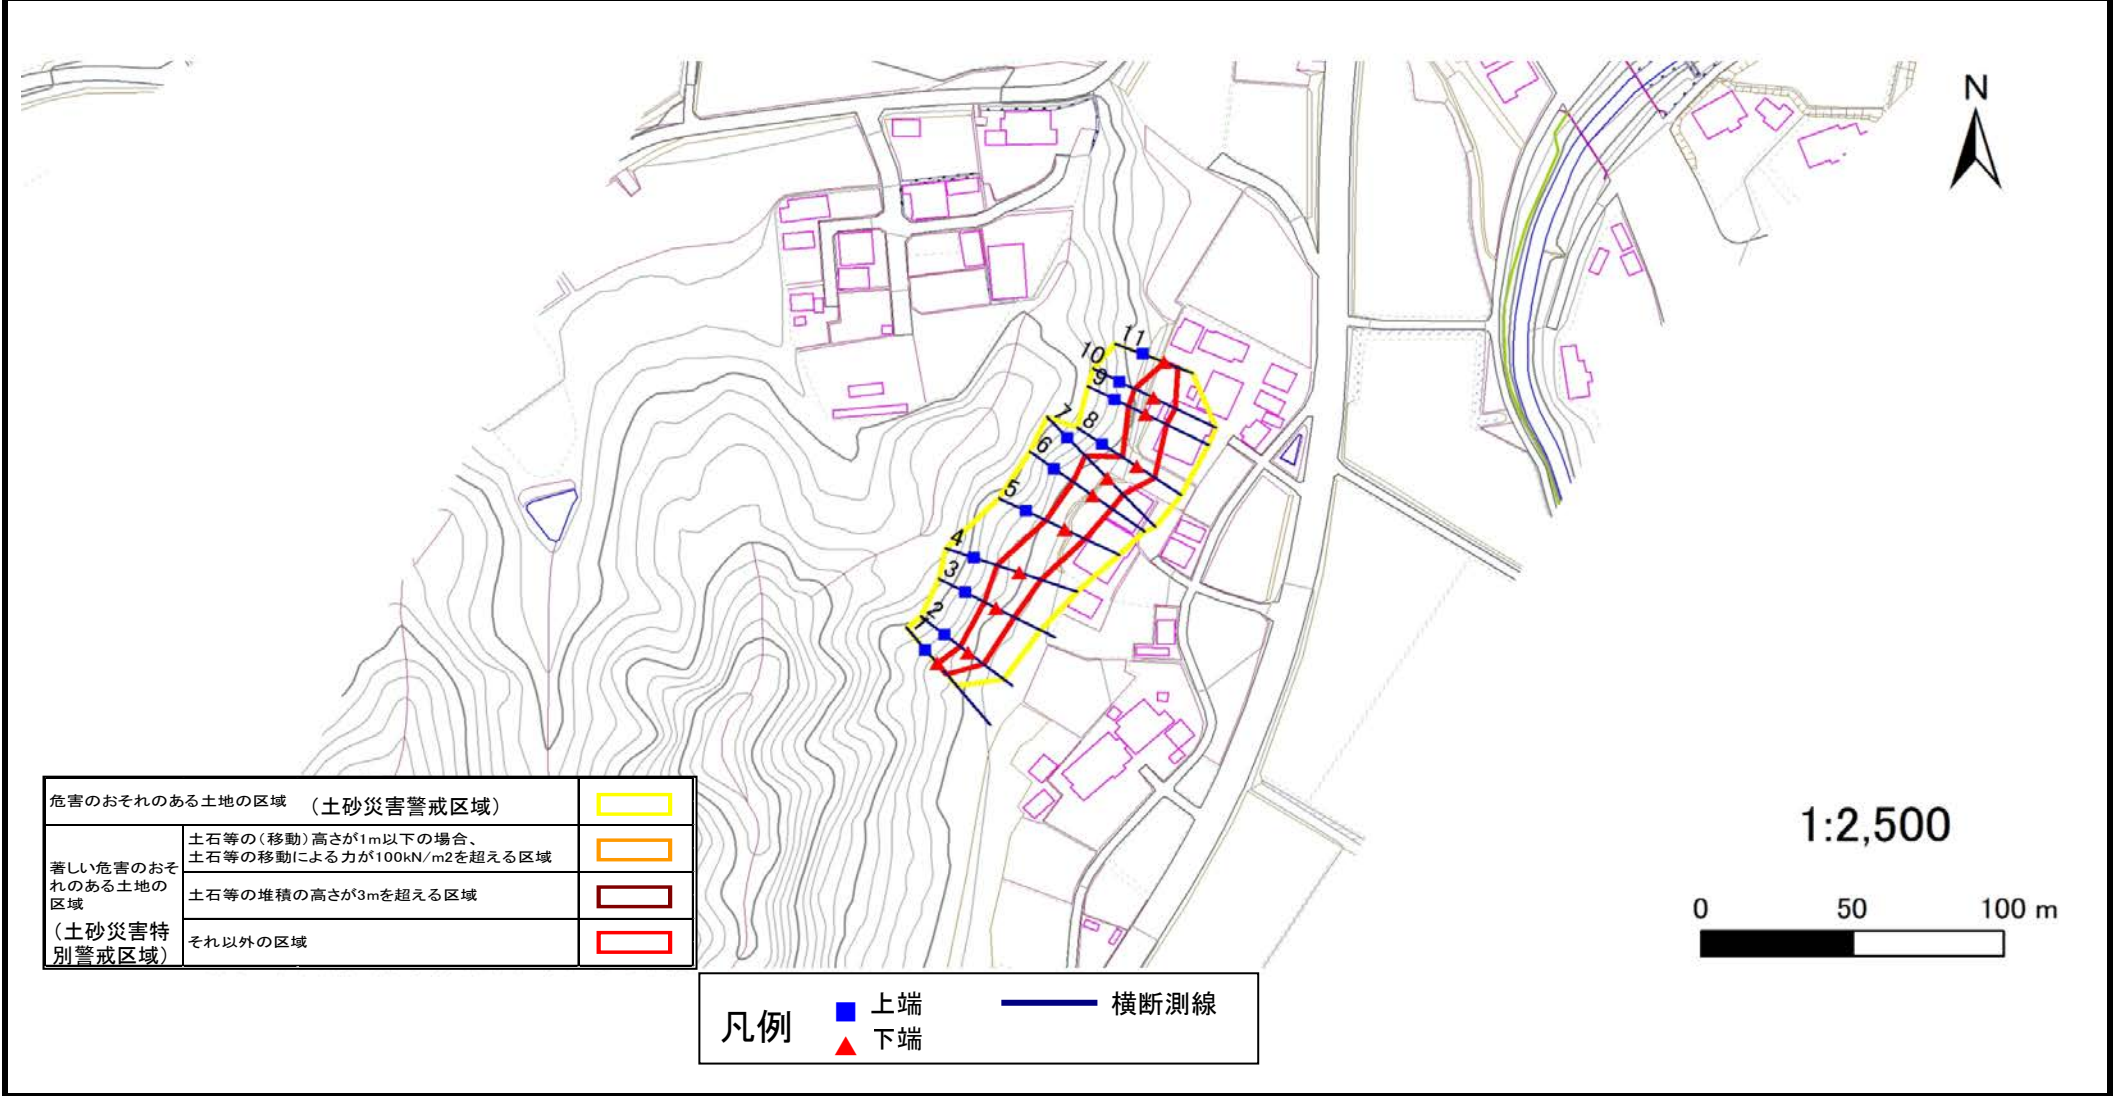 N
11
10
9
7
8
6
5
4
3
2
1
危害のおそれのある土地の区域 (土砂災害警戒区域)
著しい危害のおそ
れのある土地の
区域
(土砂災害特
別警戒区域)
土石等の(移動)高さが1m以下の場合、
土石等の移動による力が100kN/m2を超える区域
土石等の堆積の高さが3mを超える区域
それ以外の区域
1:2,500
0 50 100 m
凡例
上端
下端
横断測線